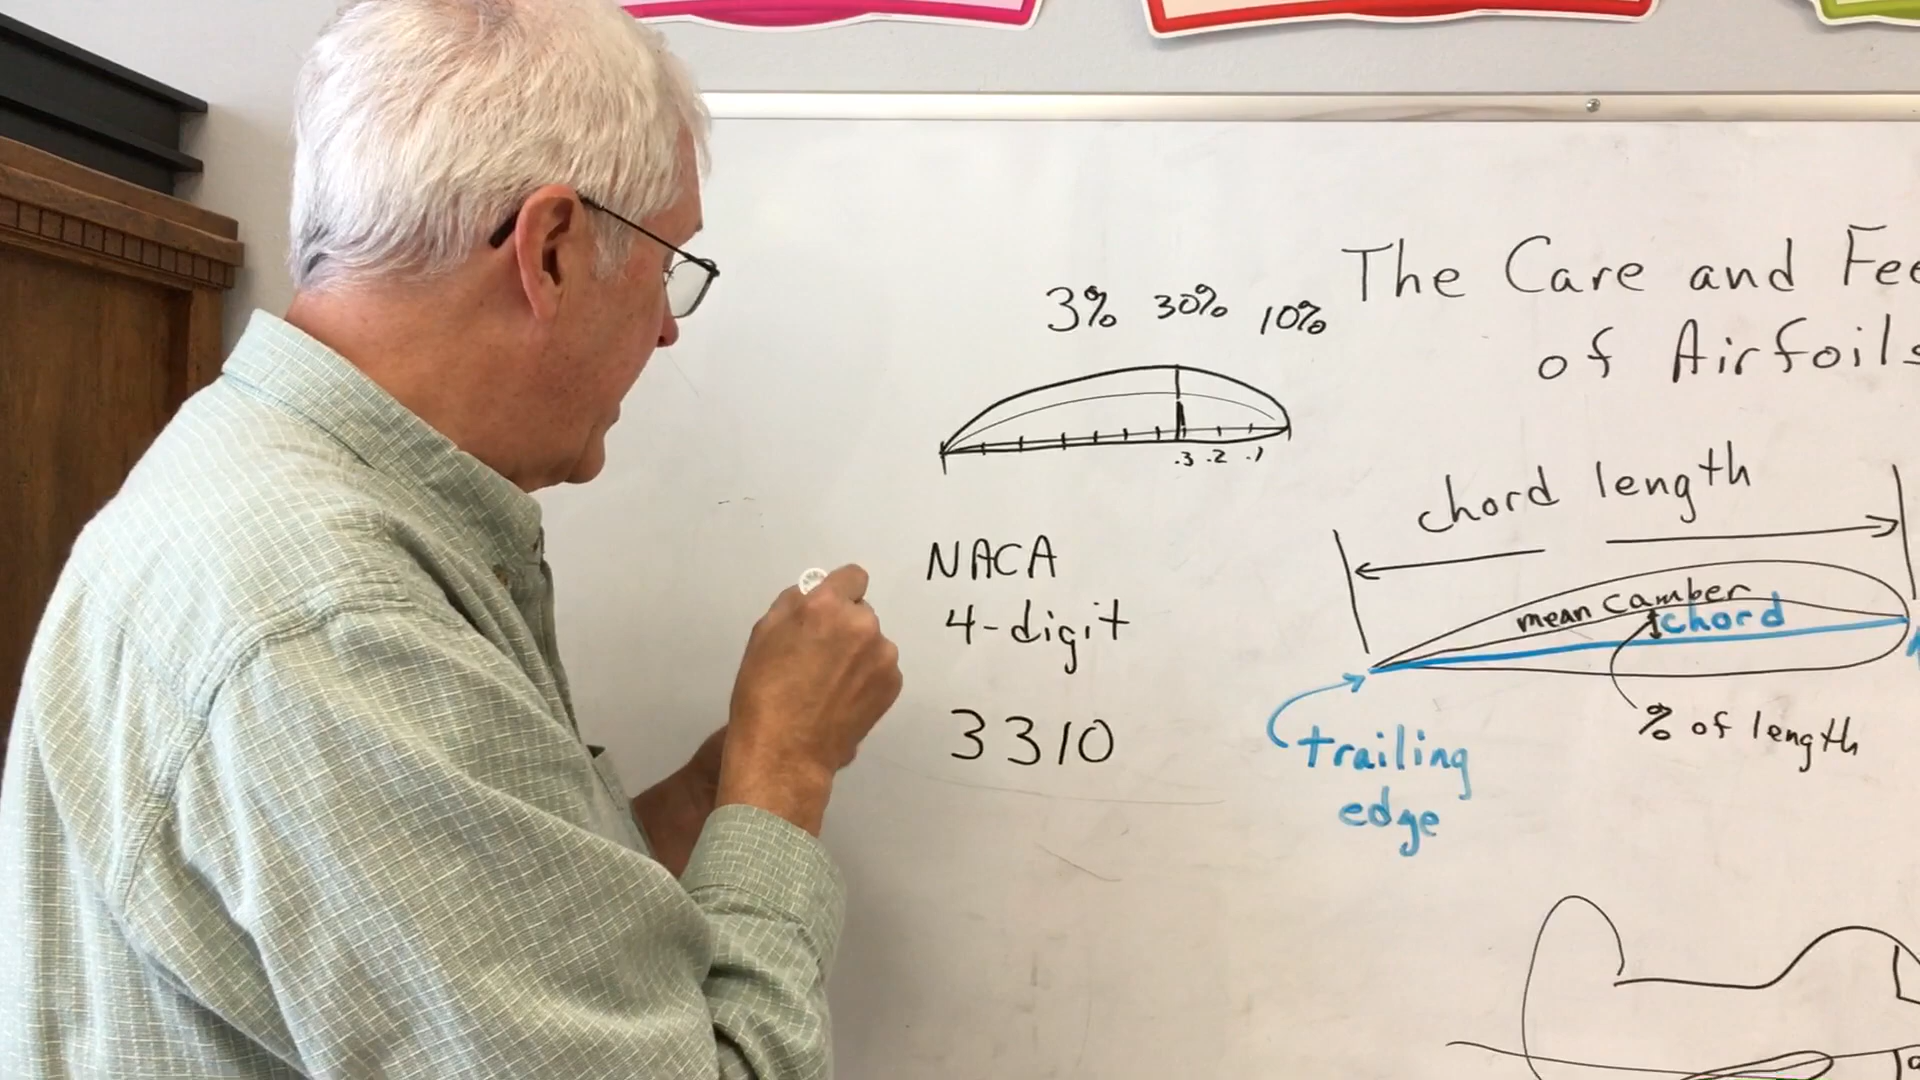 The Care and Fee
of Airfoils
3% 30% 10%
.3 .2 .1
NACA
4-digit
3310
chord length
mean camber
chord
% of length
trailing
edge